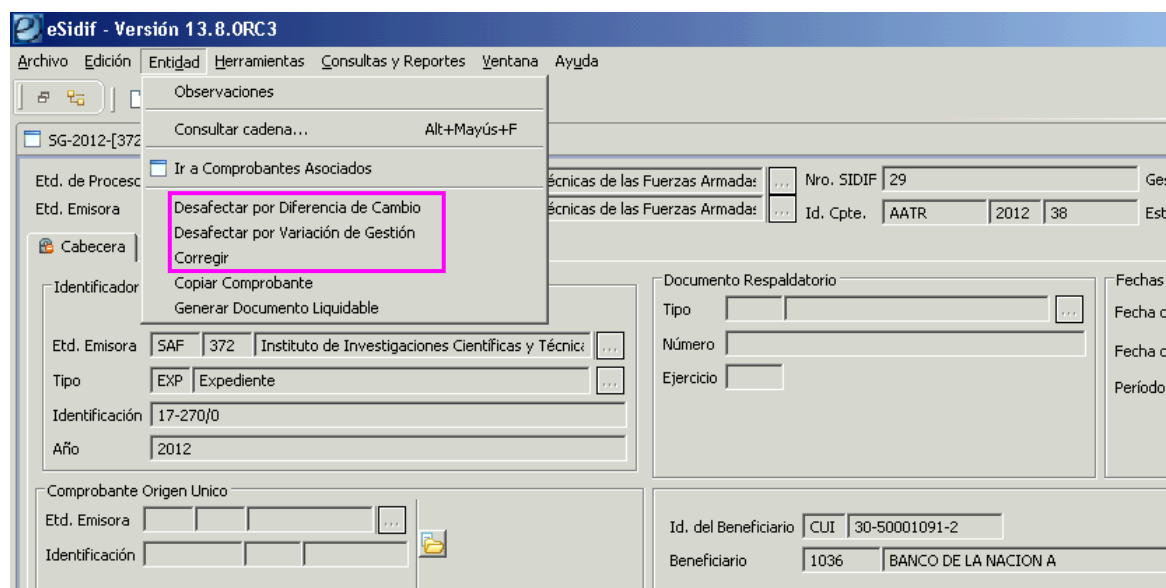 eSidif - Versión 13.8.0RC3
Archivo Edición Entidad Herramientas Consultas y Reportes Ventana Ayuda
Observaciones
Consultar cadena... Alt+Mayús+F
Ir a Comprobantes Asociados
Desafectar por Diferencia de Cambio
Desafectar por Variación de Gestión
Corregir
Copiar Comprobante
Generar Documento Liquidable
SG-2012-[372
Etd. de Proceso écnicas de las Fuerzas Armadas ... Nro. SIDIF 29 Ges
Etd. Emisora écnicas de las Fuerzas Armadas ... Id. Cpte. AATR 2012 38 Est
Cabecera
Identificador
Etd. Emisora SAF 372 Instituto de Investigaciones Científicas y Técnica ...
Tipo EXP Expediente ...
Identificación 17-270/0
Año 2012
Documento Respaldatorio
Tipo ...
Número
Ejercicio
Fechas
Fecha d
Fecha d
Período
Comprobante Origen Unico
Etd. Emisora ...
Identificación
Id. del Beneficiario CUI 30-50001091-2
Beneficiario 1036 BANCO DE LA NACION A